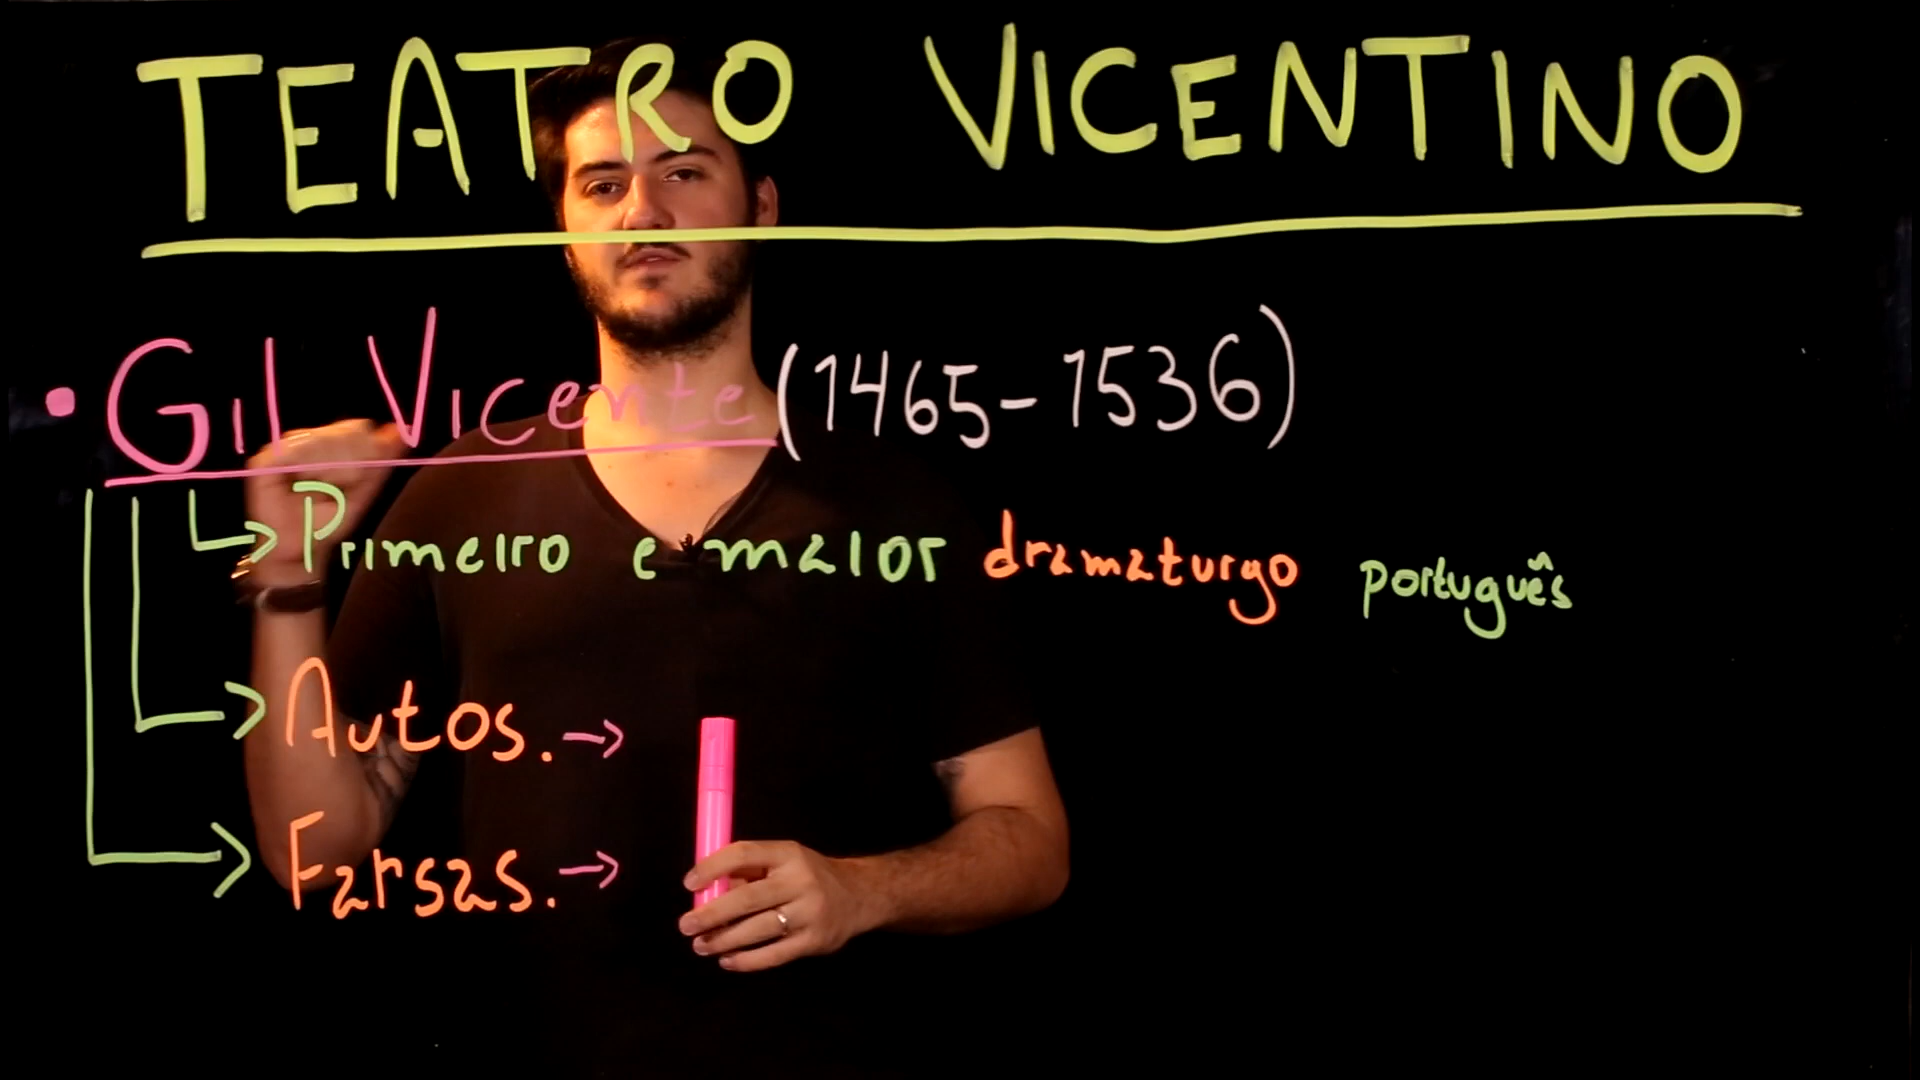 TEATRO VICENTINO
• Gil Vicente (1465-1536)
→ Primeiro e maior dramaturgo português
→ Autos. →
→ Farsas. →